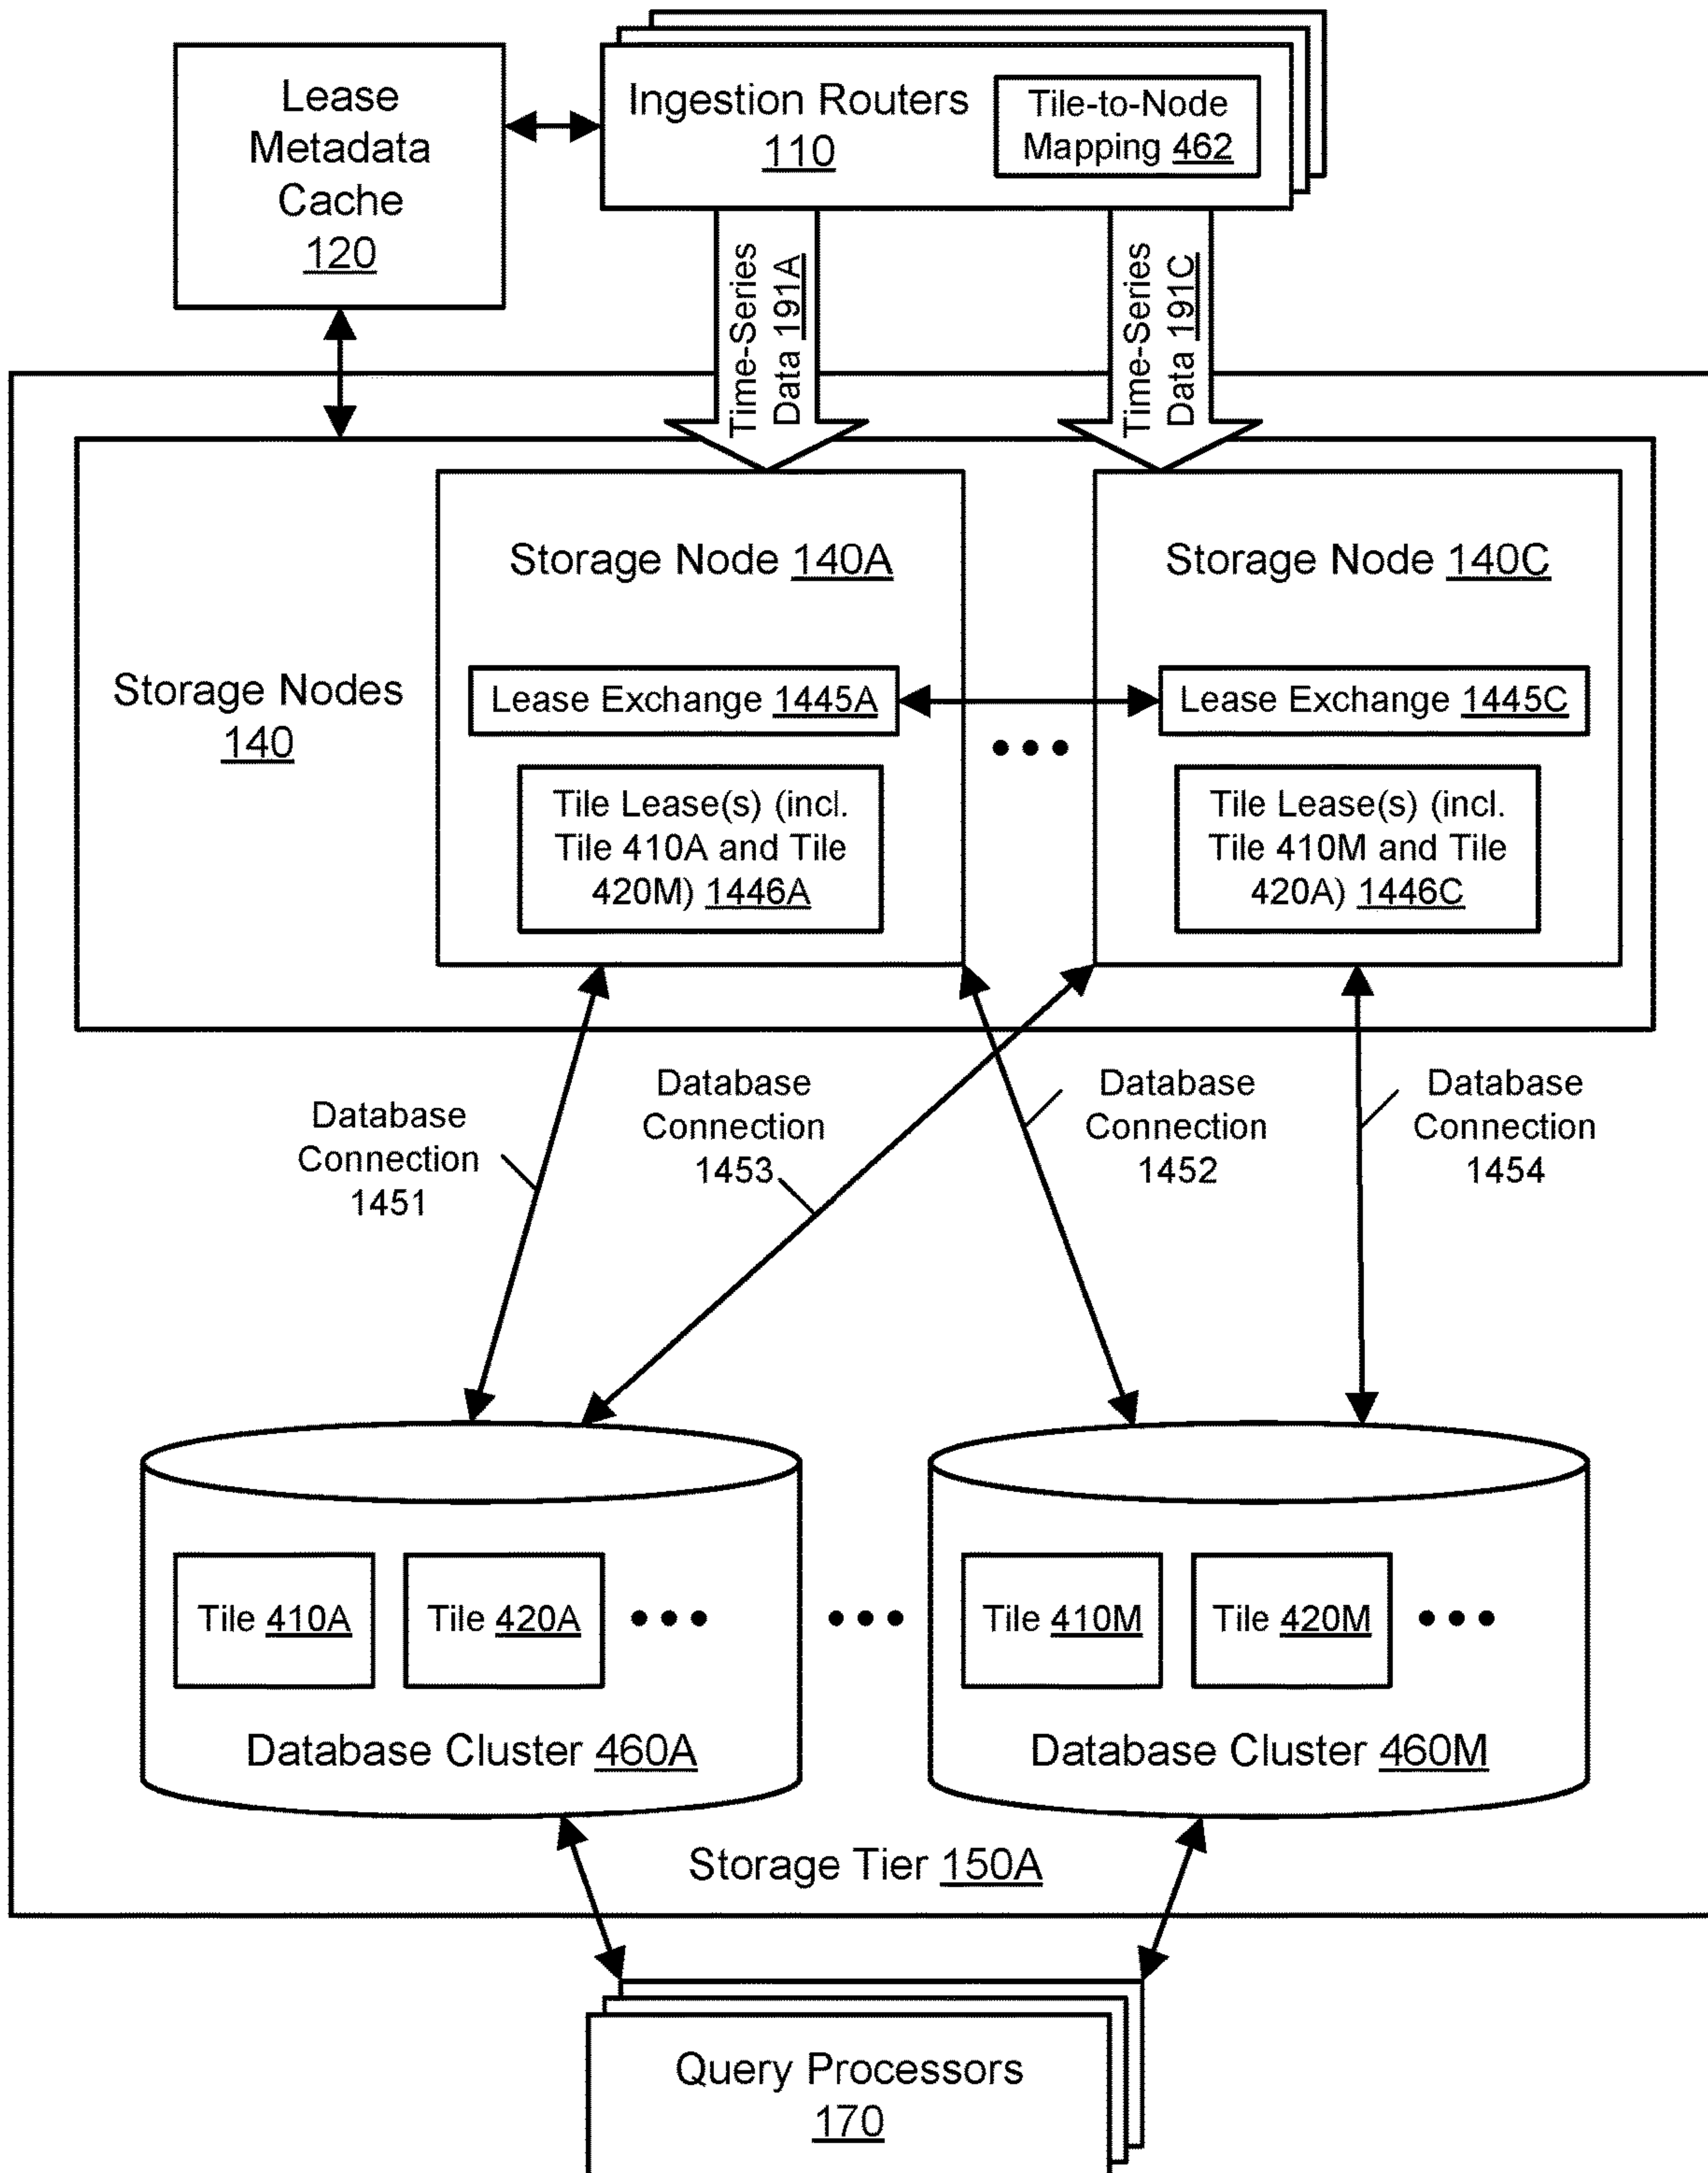 Lease
Metadata
Cache
120
Ingestion Routers
110
Tile-to-Node
Mapping 462
Time-Series
Data 191A
Time-Series
Data 191C
Storage Nodes
140
Storage Node 140A
Lease Exchange 1445A
Tile Lease(s) (incl.
Tile 410A and Tile
420M) 1446A
Storage Node 140C
Lease Exchange 1445C
Tile Lease(s) (incl.
Tile 410M and Tile
420A) 1446C
Database
Connection
1451
Database
Connection
1453
Database
Connection
1452
Database
Connection
1454
Tile 410A
Tile 420A
Database Cluster 460A
Tile 410M
Tile 420M
Database Cluster 460M
Storage Tier 150A
Query Processors
170